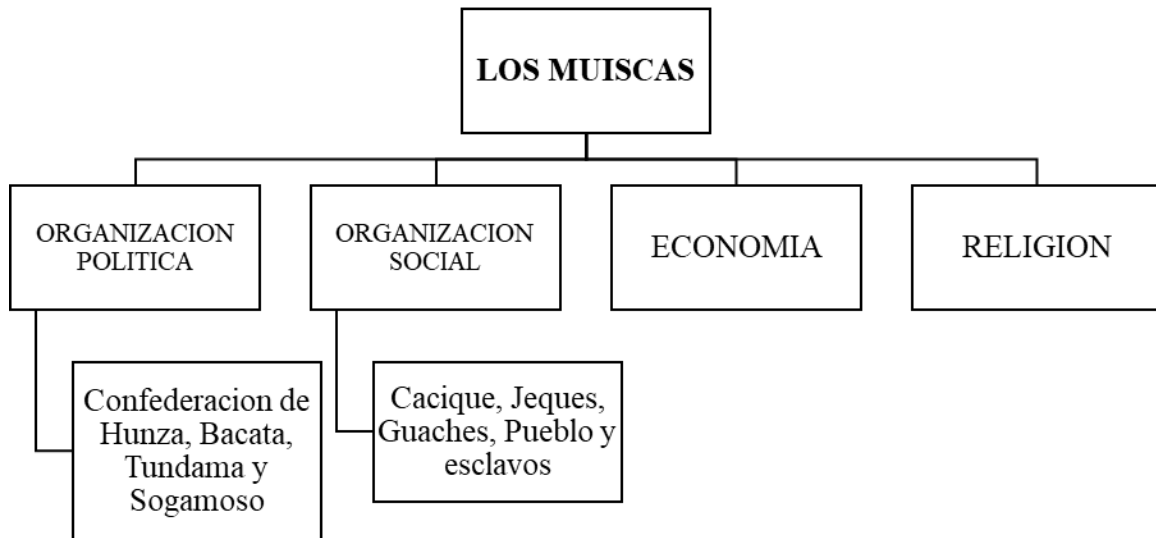 LOS MUISCAS
ORGANIZACION
POLITICA
ORGANIZACION
SOCIAL
ECONOMIA
RELIGION
Confederacion de
Hunza, Bacata,
Tundama y
Sogamoso
Cacique, Jeques,
Guaches, Pueblo y
esclavos